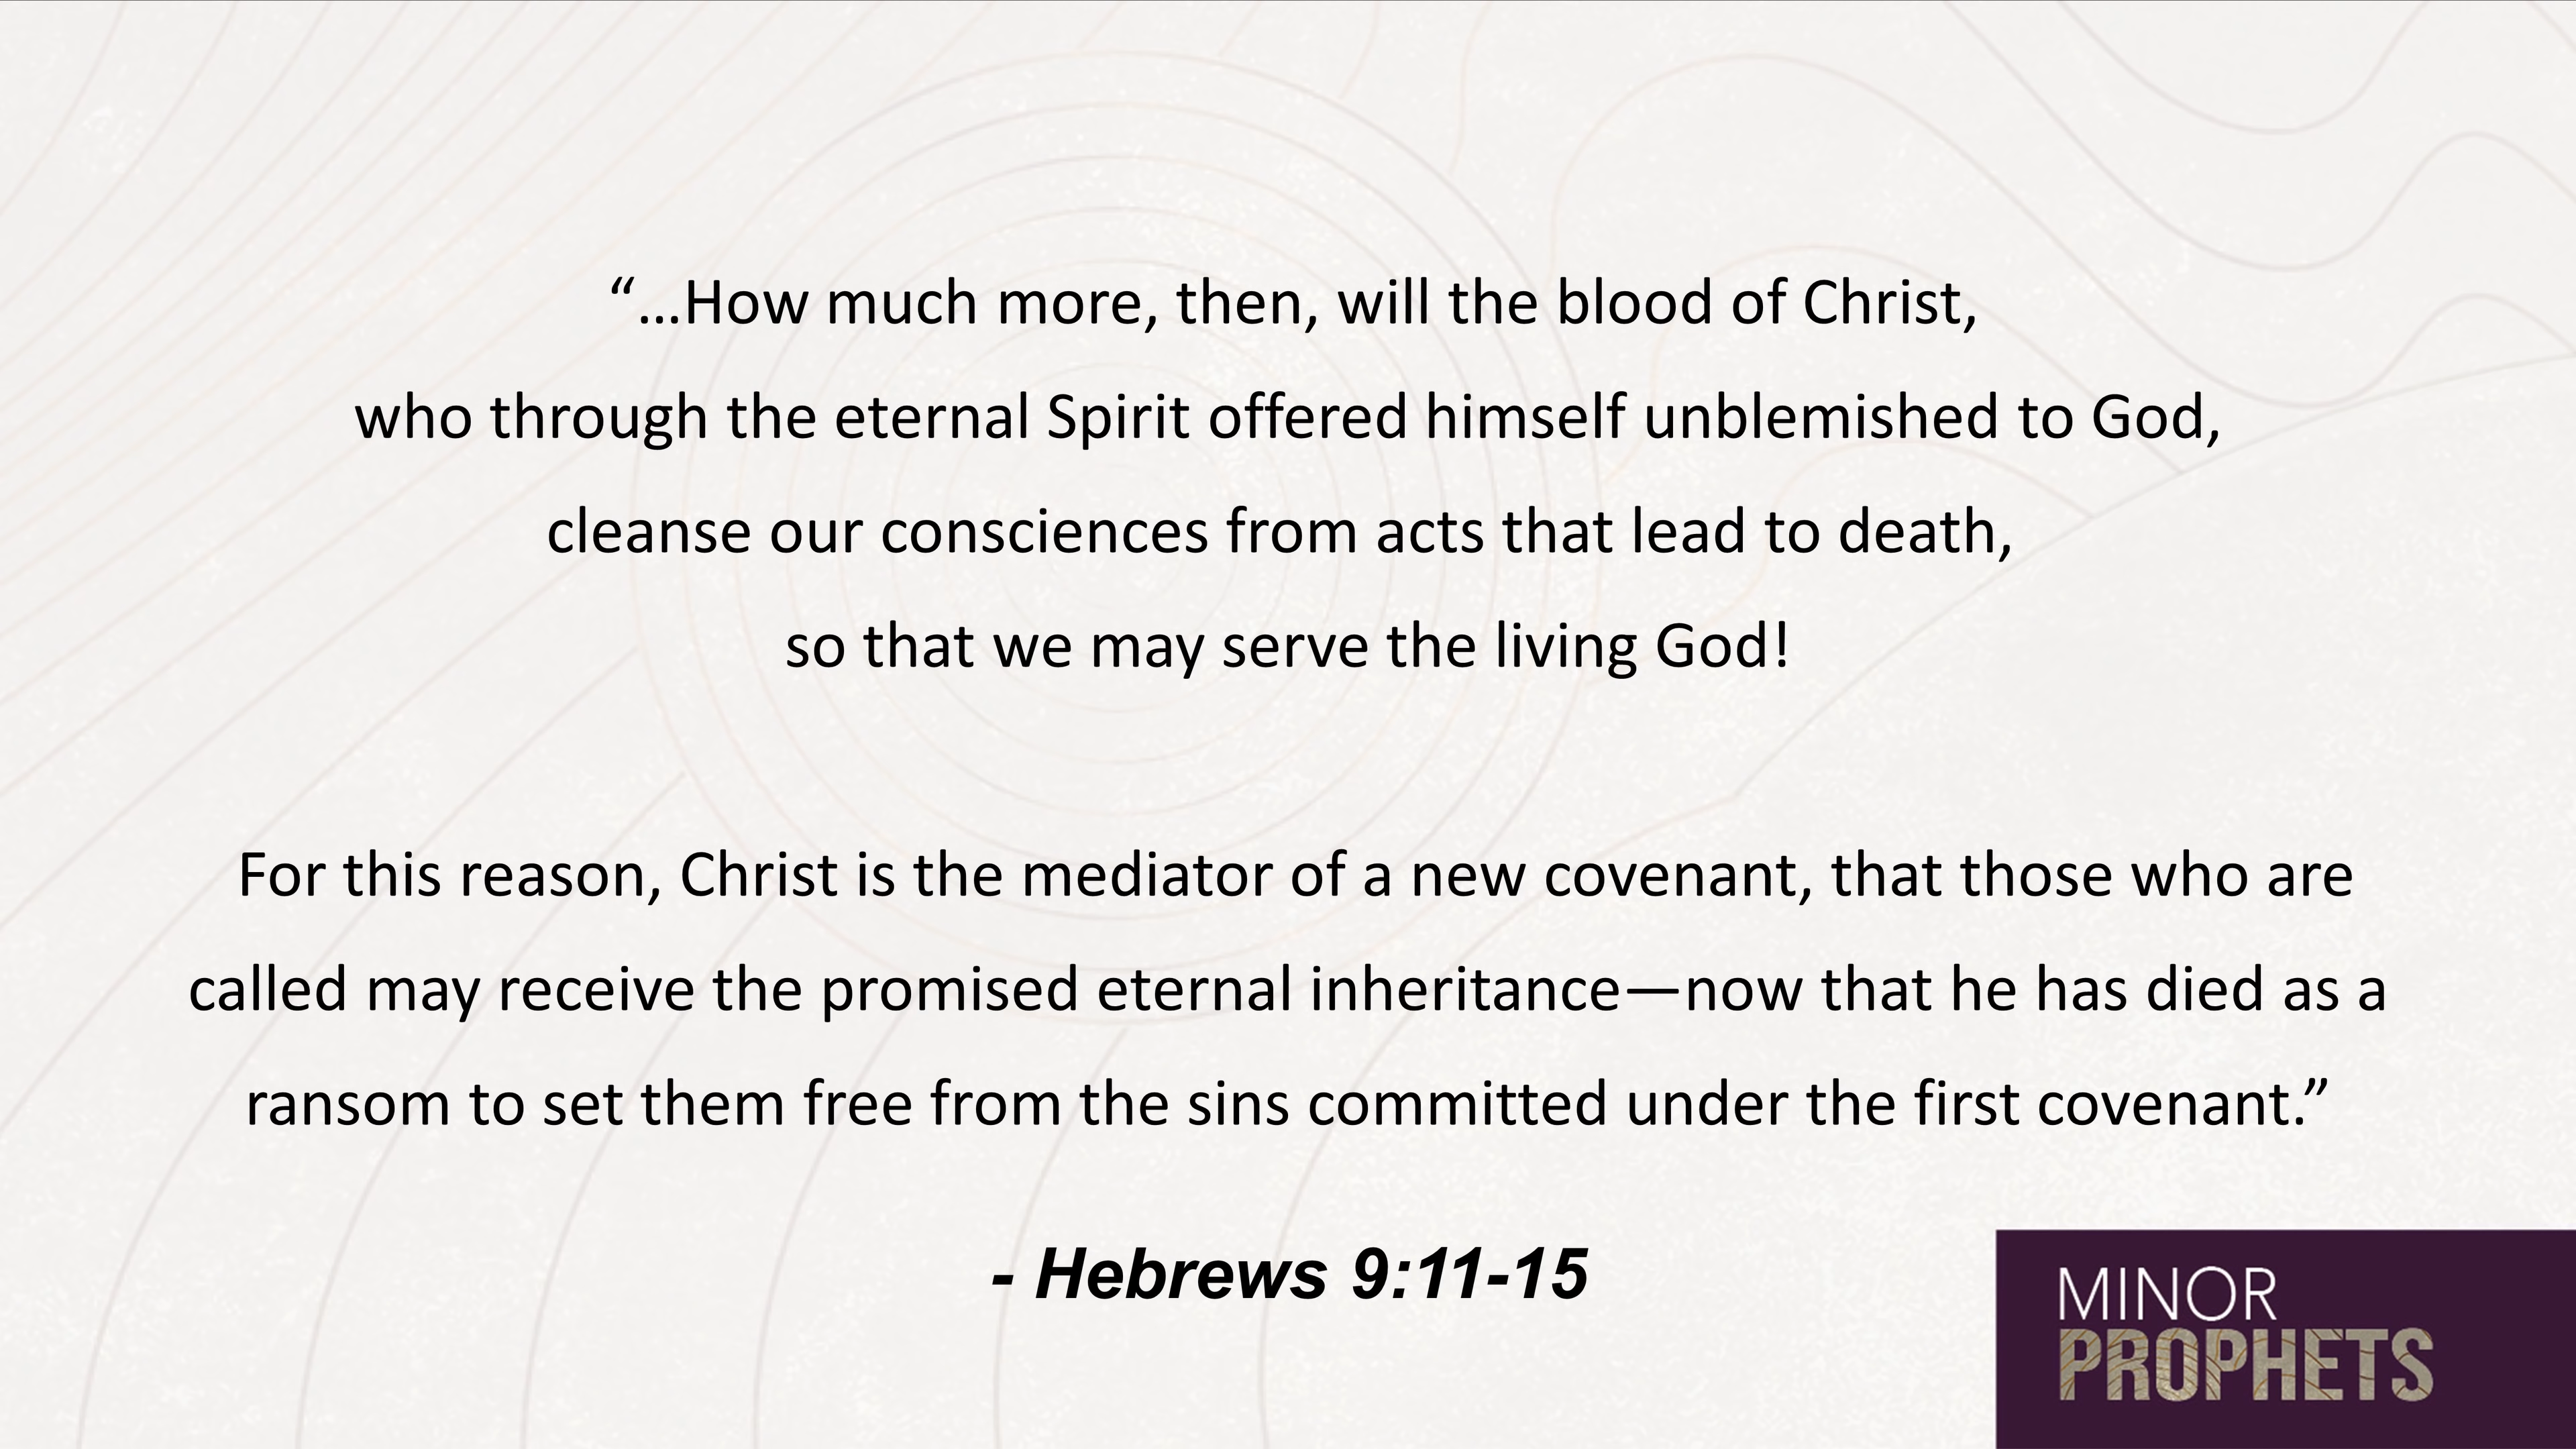 “…How much more, then, will the blood of Christ,
who through the eternal Spirit offered himself unblemished to God,
cleanse our consciences from acts that lead to death,
so that we may serve the living God!
For this reason, Christ is the mediator of a new covenant, that those who are
called may receive the promised eternal inheritance—now that he has died as a
ransom to set them free from the sins committed under the first covenant.”
- Hebrews 9:11-15
MINOR
PROPHETS